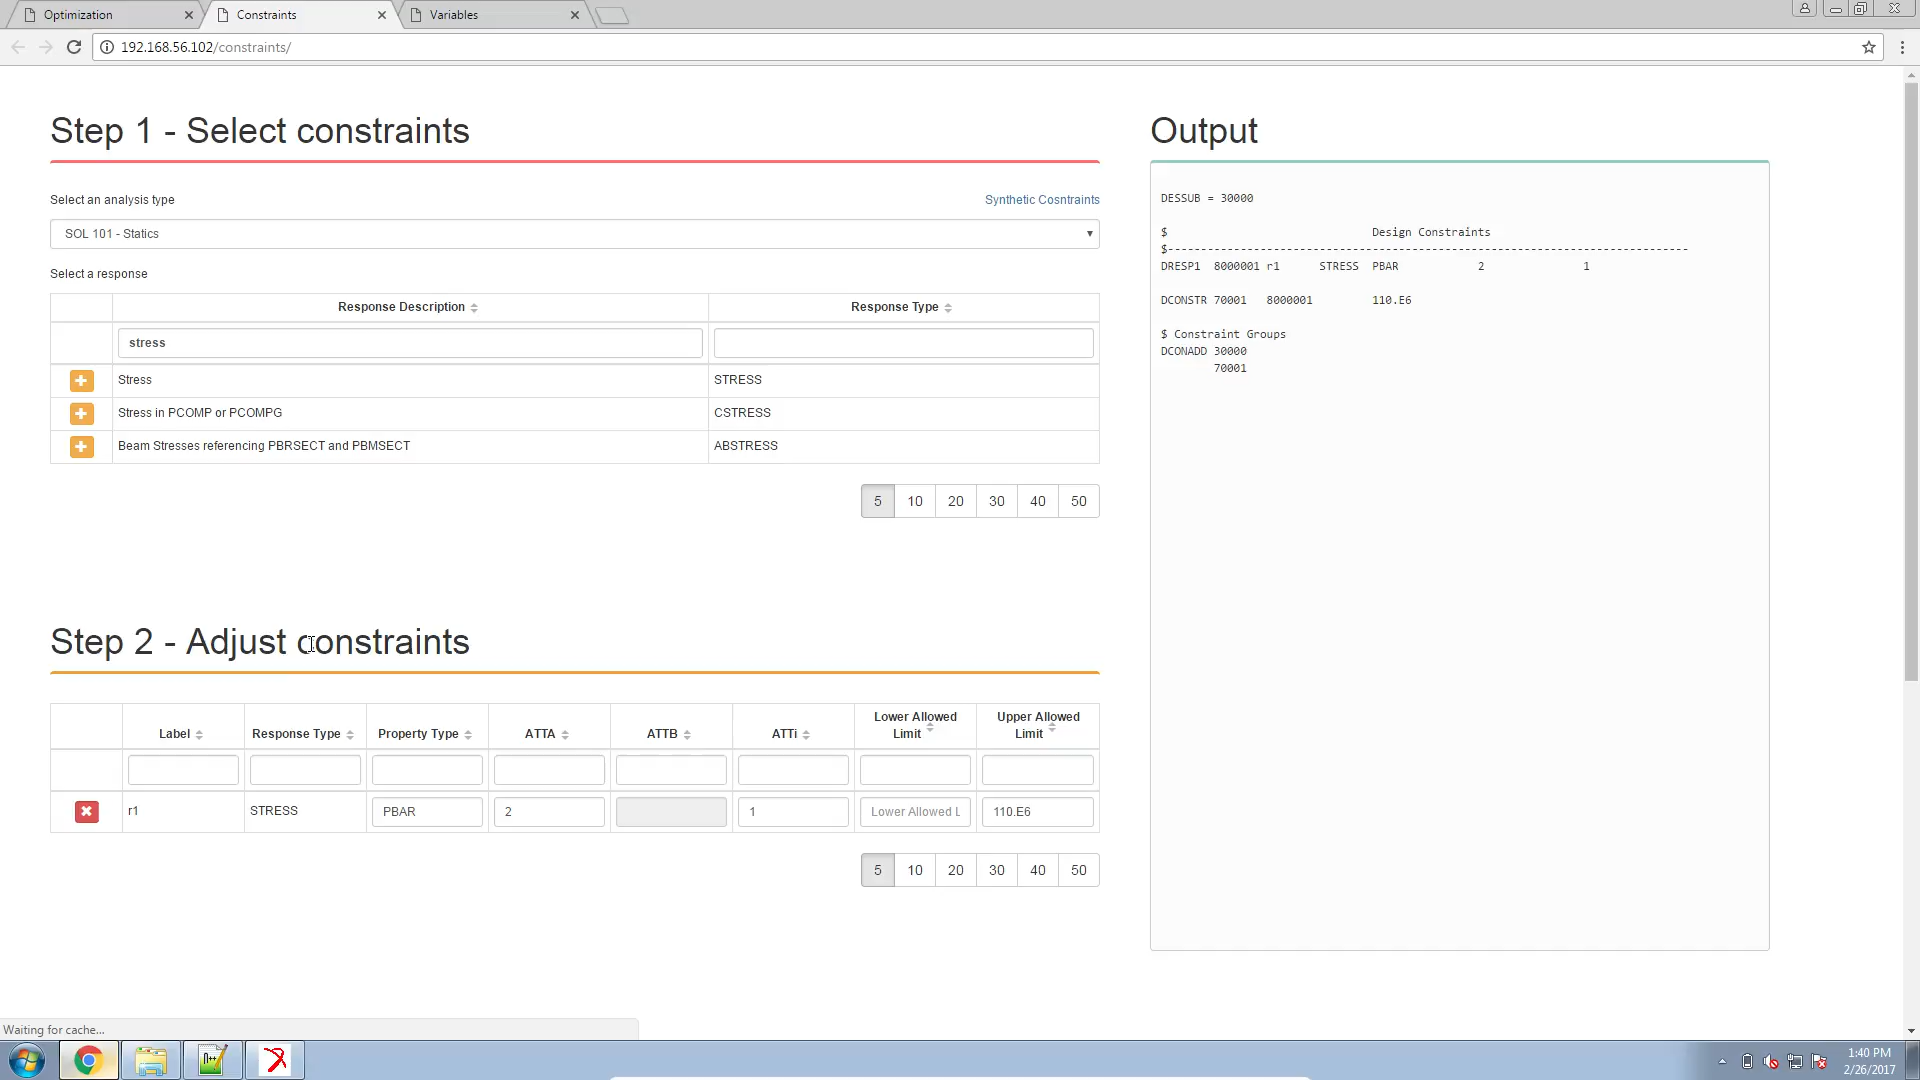 Optimization
Constraints
Variables
192.168.56.102/constraints/
Step 1 - Select constraints
Select an analysis type
Synthetic Cosntraints
SOL 101 - Statics
Select a response
Response Description
Response Type
stress
Stress STRESS
Stress in PCOMP or PCOMPG CSTRESS
Beam Stresses referencing PBRSECT and PBMSECT ABSTRESS
5 10 20 30 40 50
Step 2 - Adjust constraints
Label Response Type Property Type ATTA ATTB ATTi Lower Allowed Limit Upper Allowed Limit
r1 STRESS PBAR 2 1 Lower Allowed L 110.E6
5 10 20 30 40 50
Output
DESSUB = 30000
$ Design Constraints
$-------------------------------------------------------------------------------
DRESP1 8000001 r1 STRESS PBAR 2 1
DCONSTR 70001 8000001 110.E6
$ Constraint Groups
DCONADD 30000
70001
Waiting for cache...
1:40 PM
2/26/2017